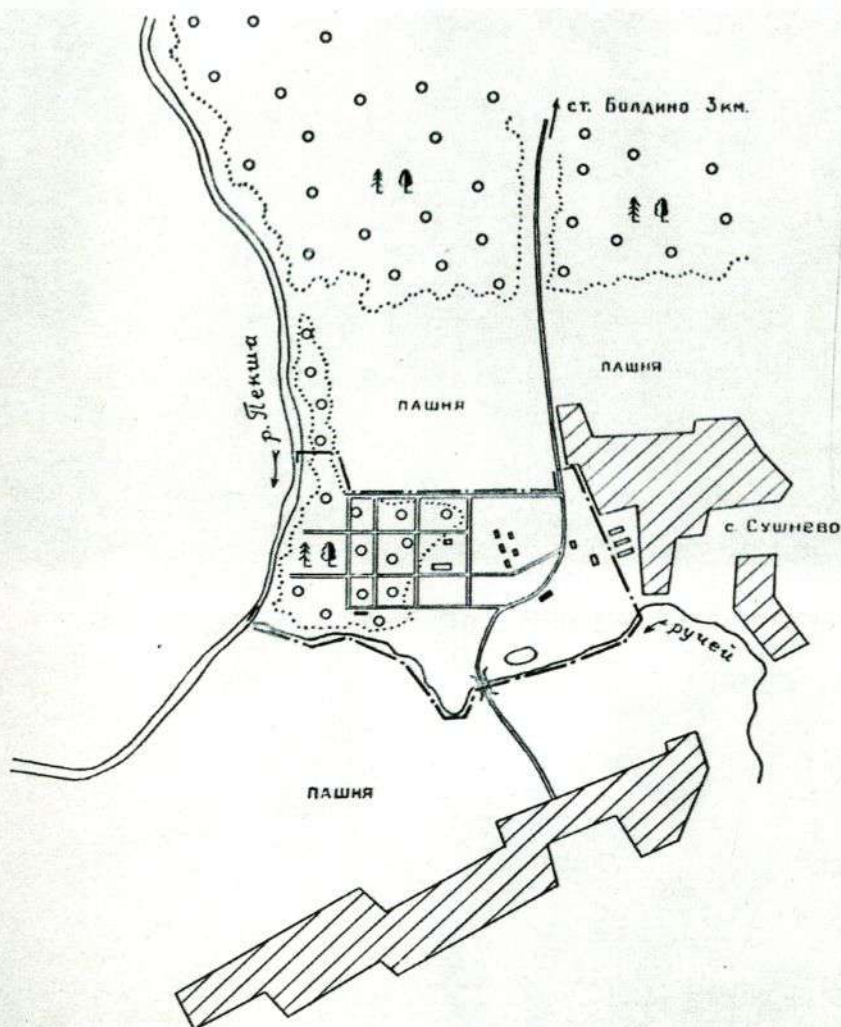 ст. Болдино 3км.
р. Пекша
пашня
пашня
с. Сушнево
ручей
пашня